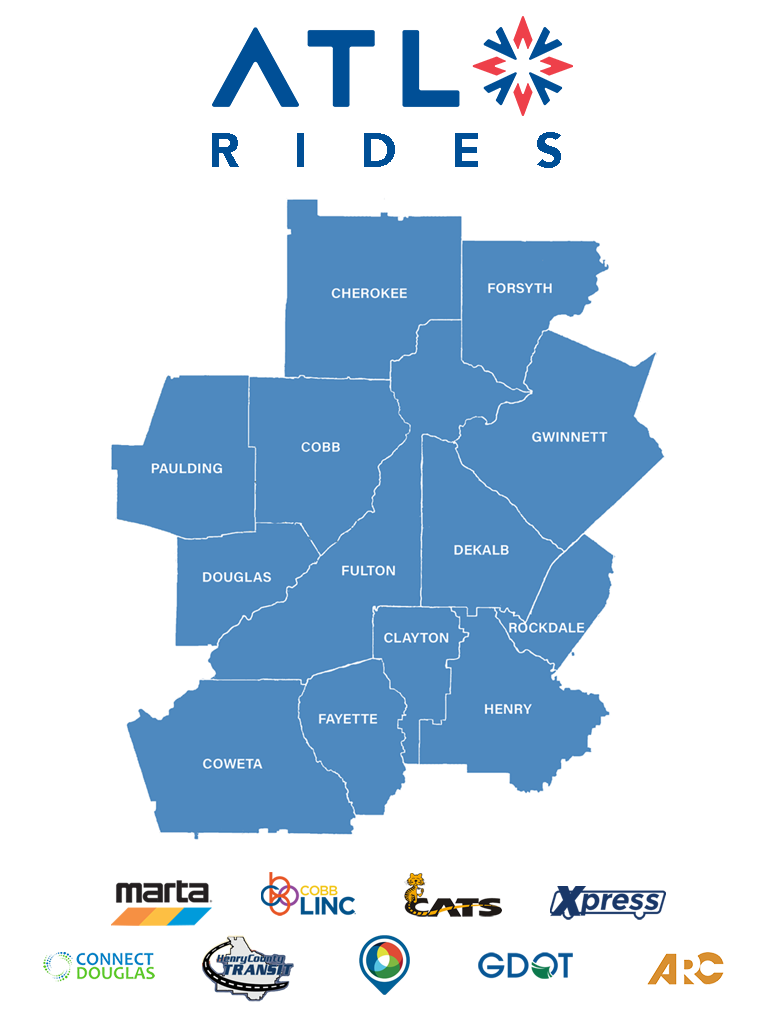 ATL
RIDES
CHEROKEE
FORSYTH
GWINNETT
COBB
PAULDING
DEKALB
FULTON
DOUGLAS
ROCKDALE
CLAYTON
HENRY
FAYETTE
COWETA
marta
COBB
LINC
CATS
Xpress
CONNECT
DOUGLAS
Henry County
TRANSIT
GDOT
ARC